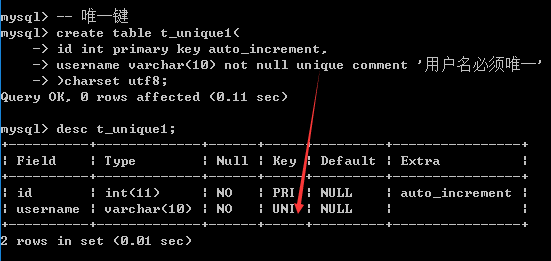 mysql> -- 唯一键
mysql> create table t_unique1(
    -> id int primary key auto_increment,
    -> username varchar(10) not null unique comment '用户名必须唯一'
    -> )charset utf8;
Query OK, 0 rows affected (0.11 sec)
mysql> desc t_unique1;
+----------+-------------+------+-----+---------+----------------+
| Field    | Type        | Null | Key | Default | Extra          |
+----------+-------------+------+-----+---------+----------------+
| id       | int(11)     | NO   | PRI | NULL    | auto_increment |
| username | varchar(10) | NO   | UNI | NULL    |                |
+----------+-------------+------+-----+---------+----------------+
2 rows in set (0.01 sec)